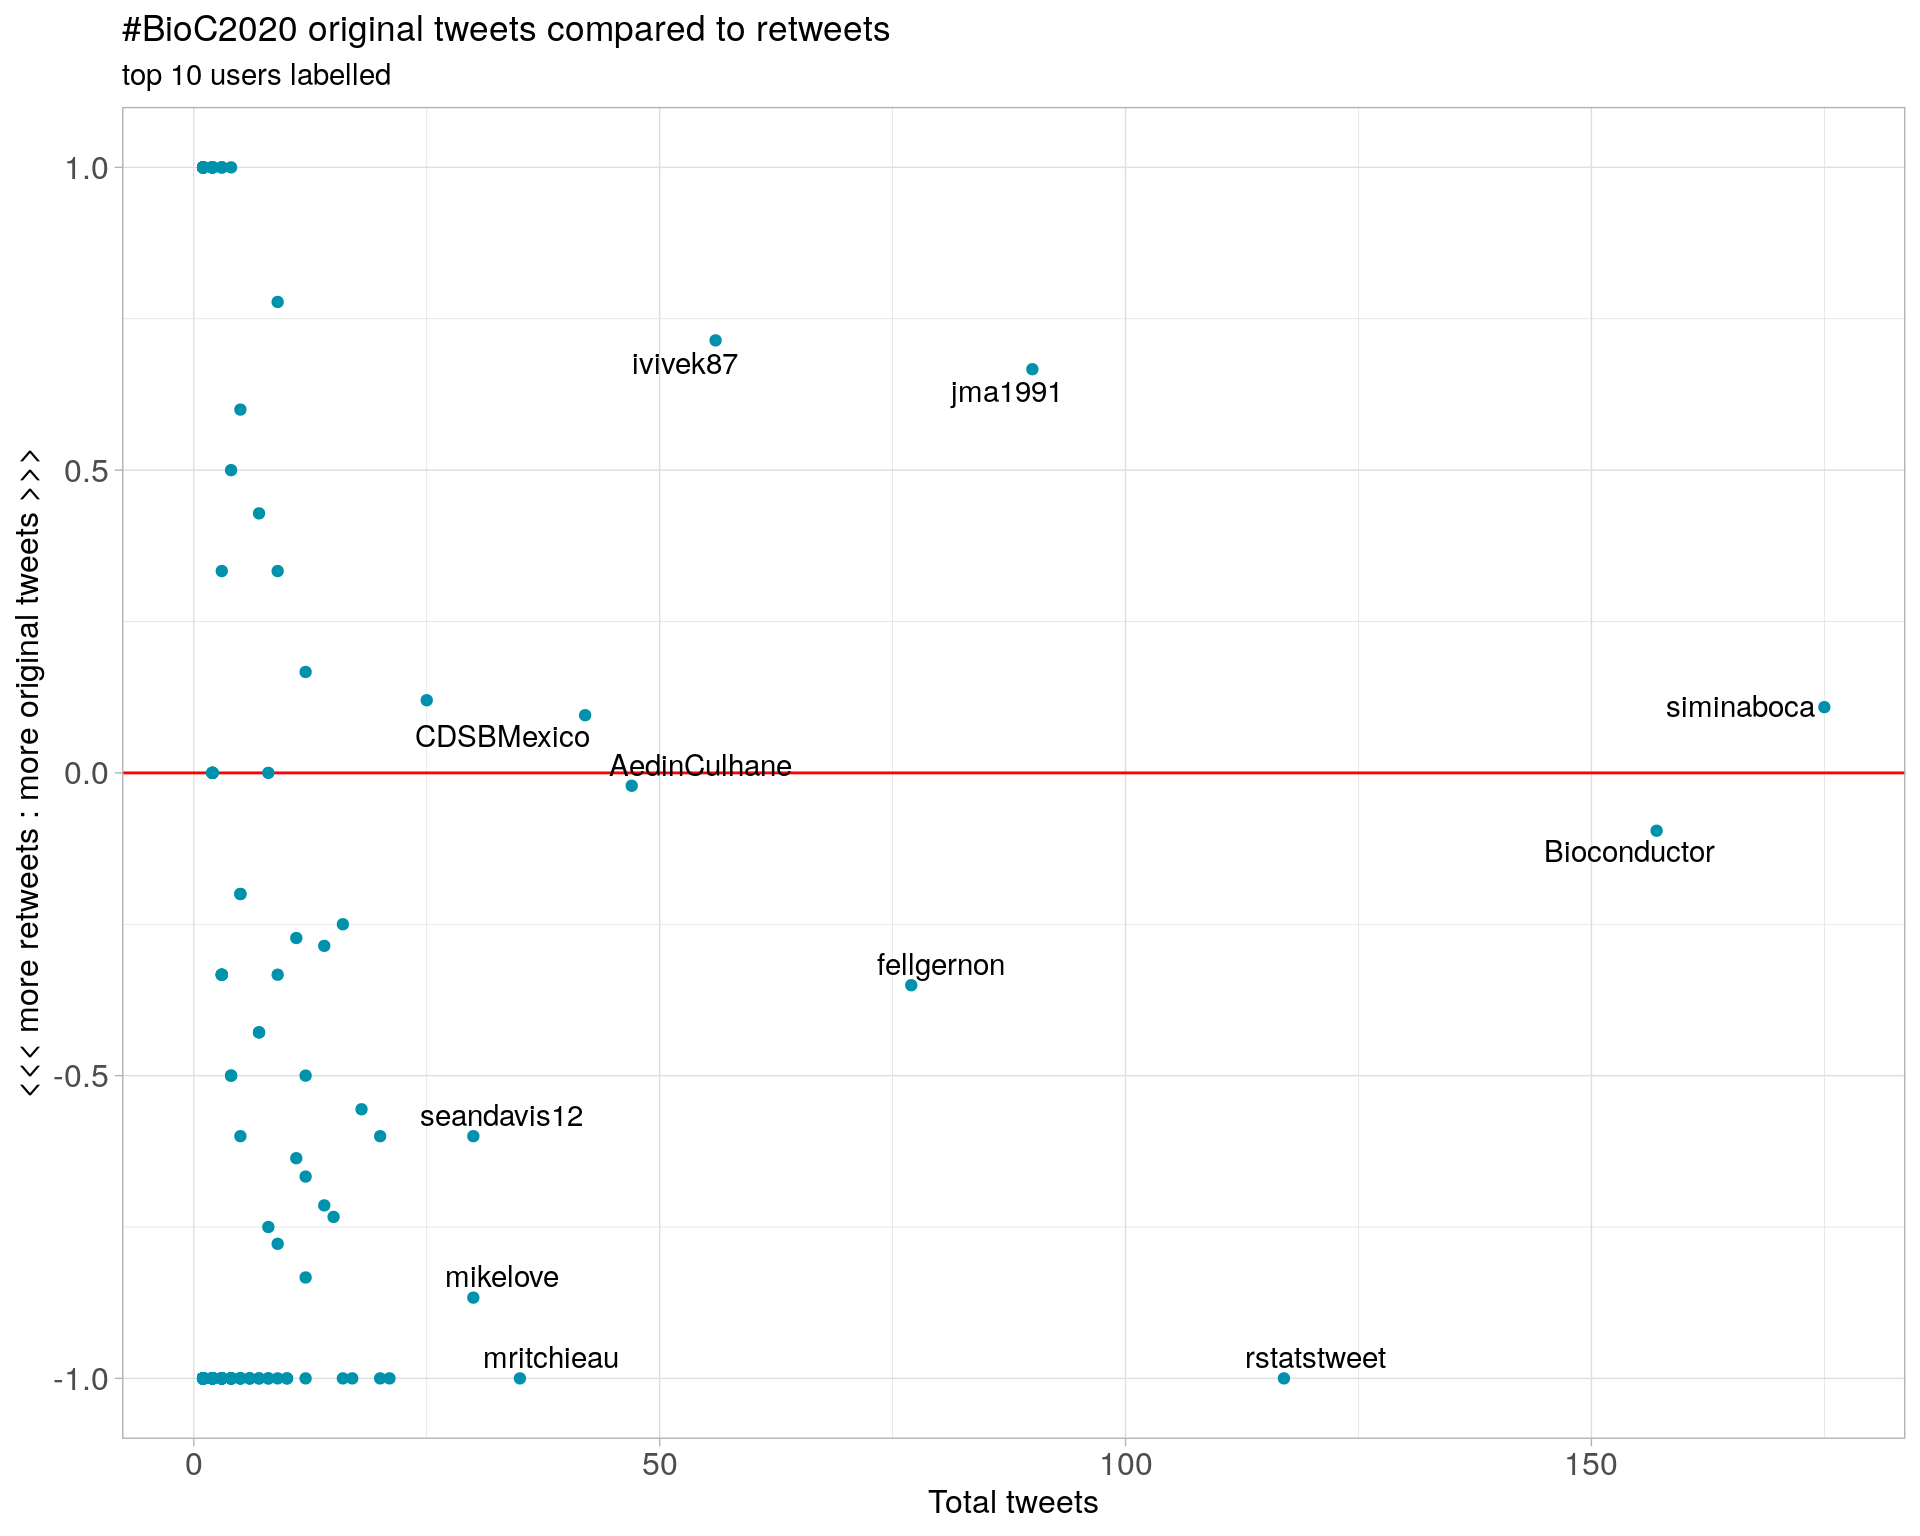 #BioC2020 original tweets compared to retweets
top 10 users labelled
<<< more retweets : more original tweets >>>
1.0
0.5
0.0
-0.5
-1.0
ivivek87
jma1991
siminaboca
CDSBMexico
AedinCulhane
Bioconductor
fellgernon
seandavis12
mikelove
mritchieau
rstatstweet
0
50
100
150
Total tweets